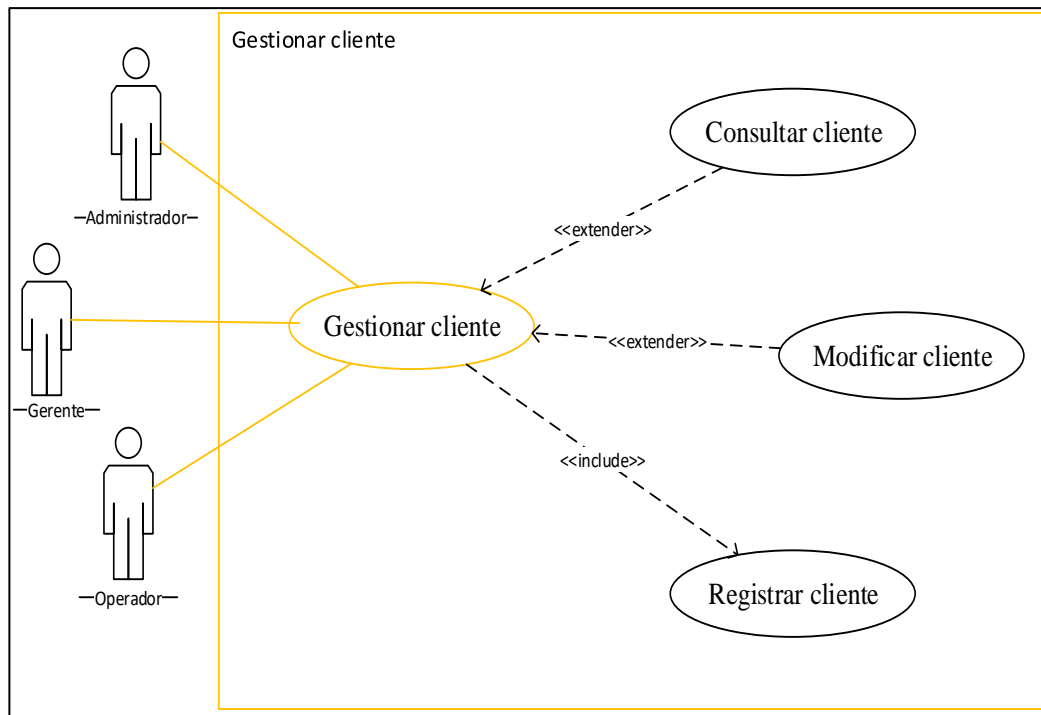 Gestionar cliente
Administrador
Gerente
Operador
Gestionar cliente
Consultar cliente
<<extender>>
<<extender>>
Modificar cliente
<<include>>
Registrar cliente